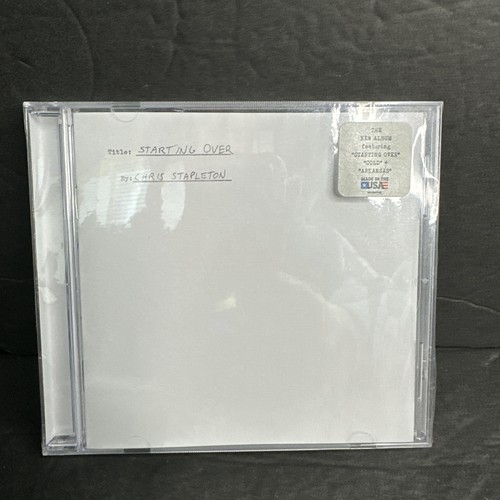 Title: STARTING OVER
By: CHRIS STAPLETON
THE
NEW ALBUM
featuring
"STARTING OVER"
"COLD" +
"ARKANSAS"
MADE IN THE
USA